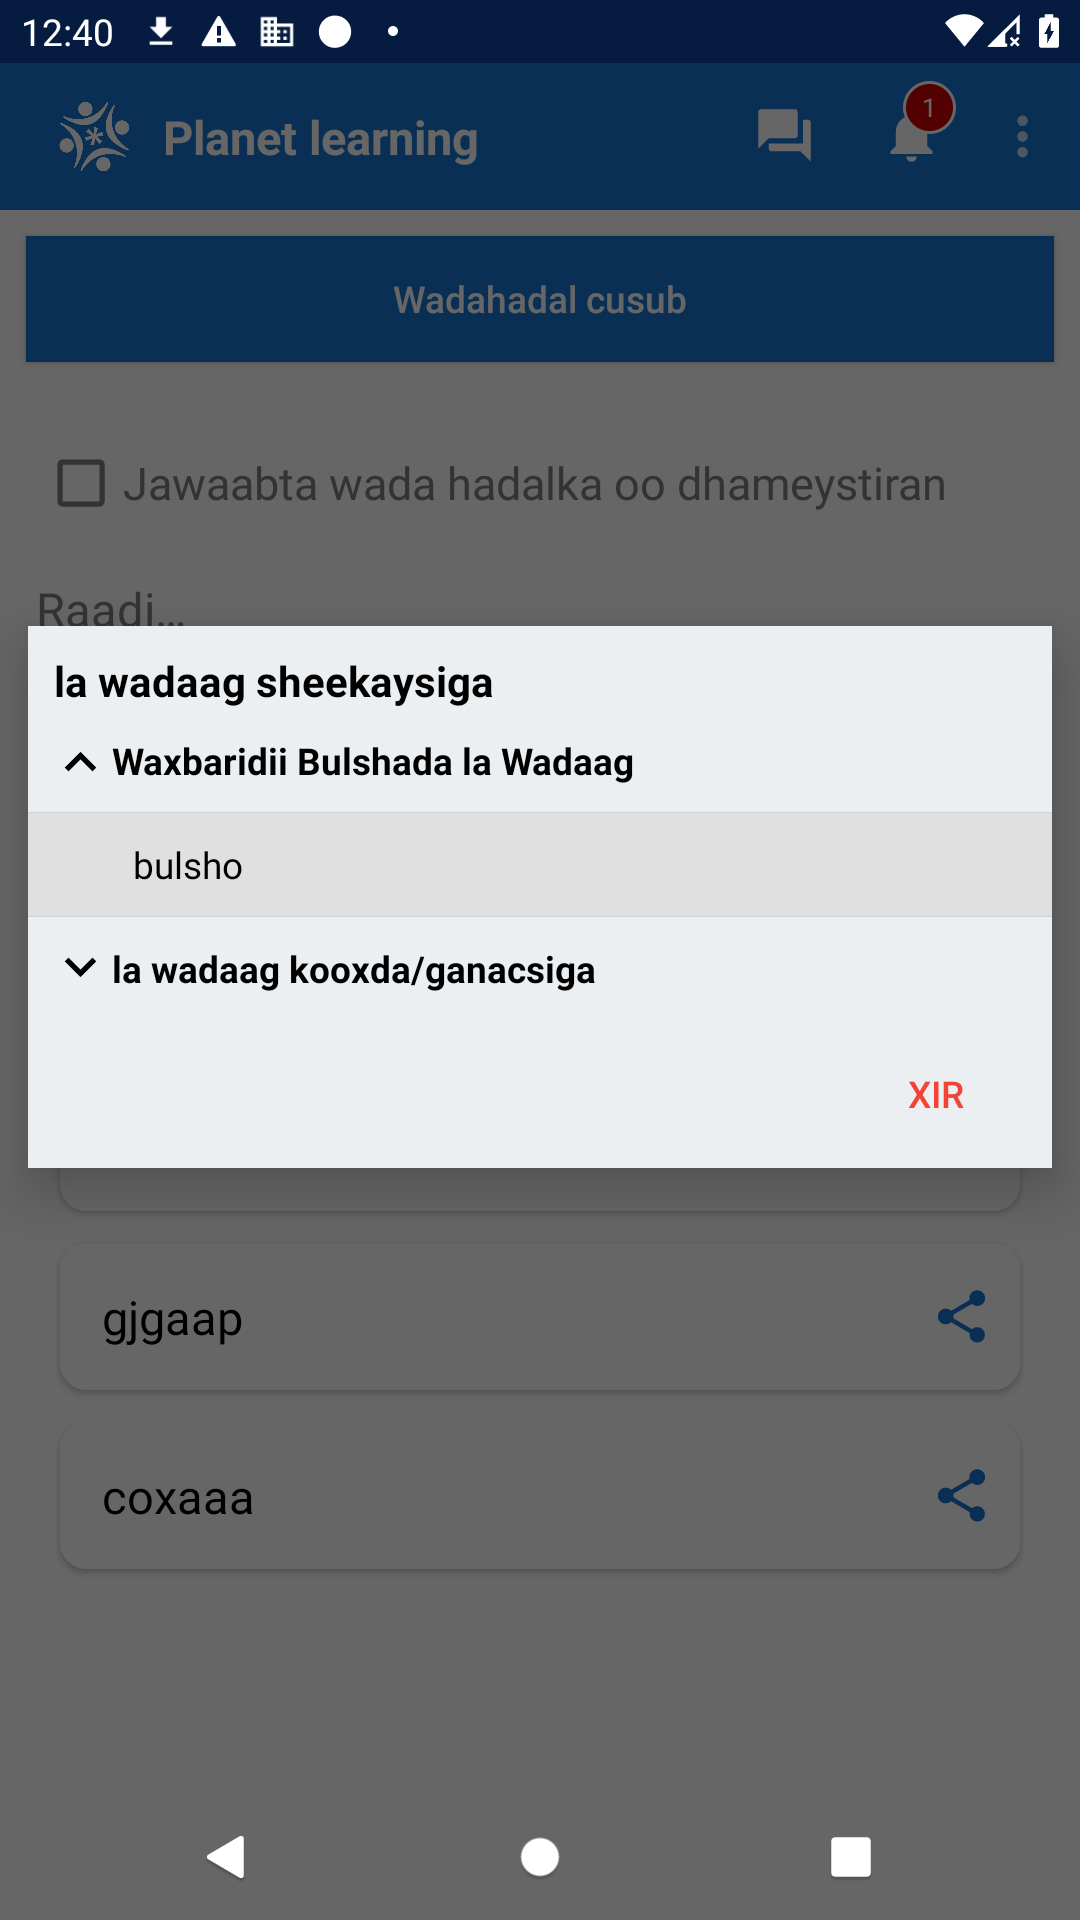 12:40
Planet learning
1
Wadahadal cusub
Jawaabta wada hadalka oo dhameystiran
Raadi...
la wadaag sheekaysiga
Waxbaridii Bulshada la Wadaag
bulsho
la wadaag kooxda/ganacsiga
XIR
gjgaap
coxaaa